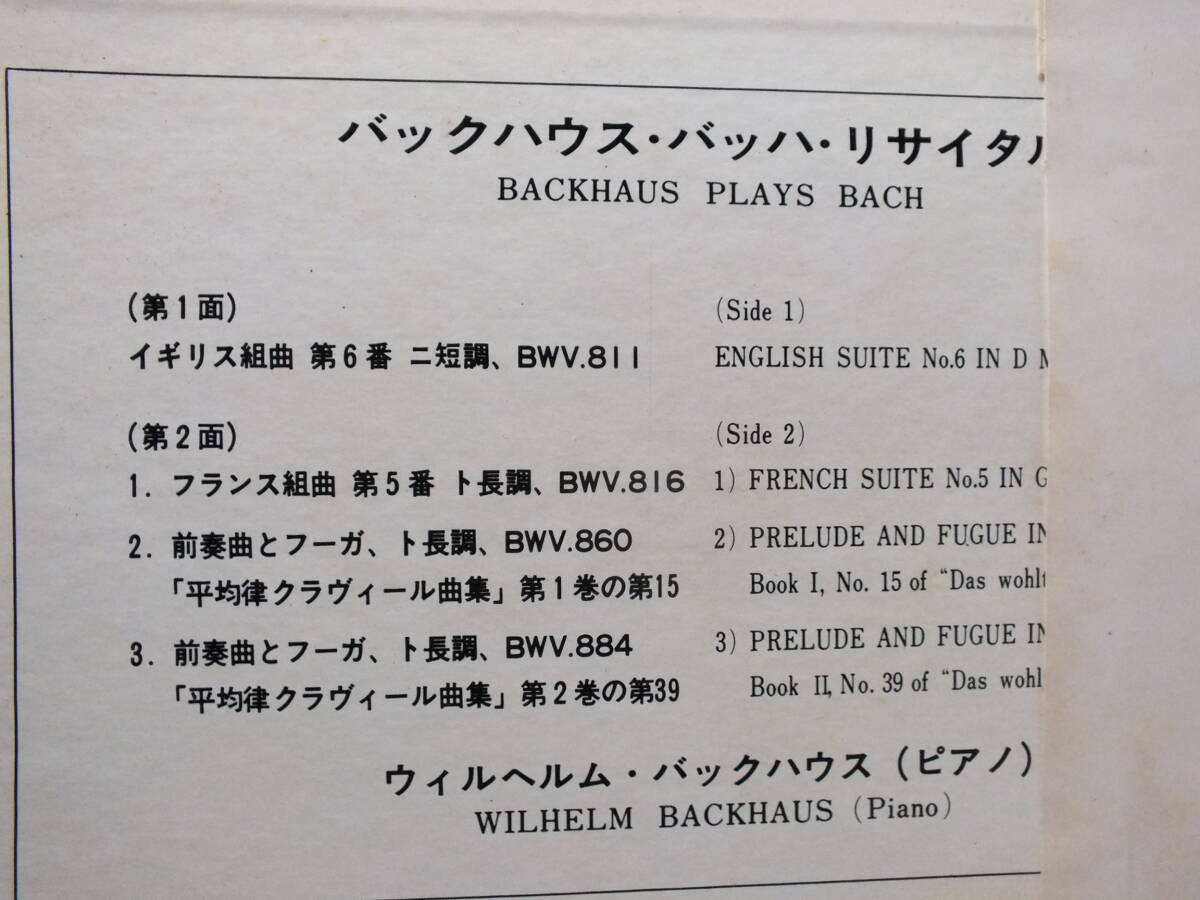 バックハウス・バッハ・リサイタル
BACKHAUS PLAYS BACH
(第1面)
イギリス組曲 第6番 ニ短調、BWV.811
(第2面)
1. フランス組曲 第5番 ト長調、BWV.816
2. 前奏曲とフーガ、ト長調、BWV.860
「平均律クラヴィール曲集」第1巻の第15
3. 前奏曲とフーガ、ト長調、BWV.884
「平均律クラヴィール曲集」第2巻の第39
(Side 1)
ENGLISH SUITE No.6 IN D
(Side 2)
1) FRENCH SUITE No.5 IN G
2) PRELUDE AND FUGUE IN
Book I, No. 15 of “Das
3) PRELUDE AND FUGUE IN
Book II, No. 39 of “Das
ウィルヘルム・バックハウス (ピアノ)
WILHELM BACKHAUS (Piano)